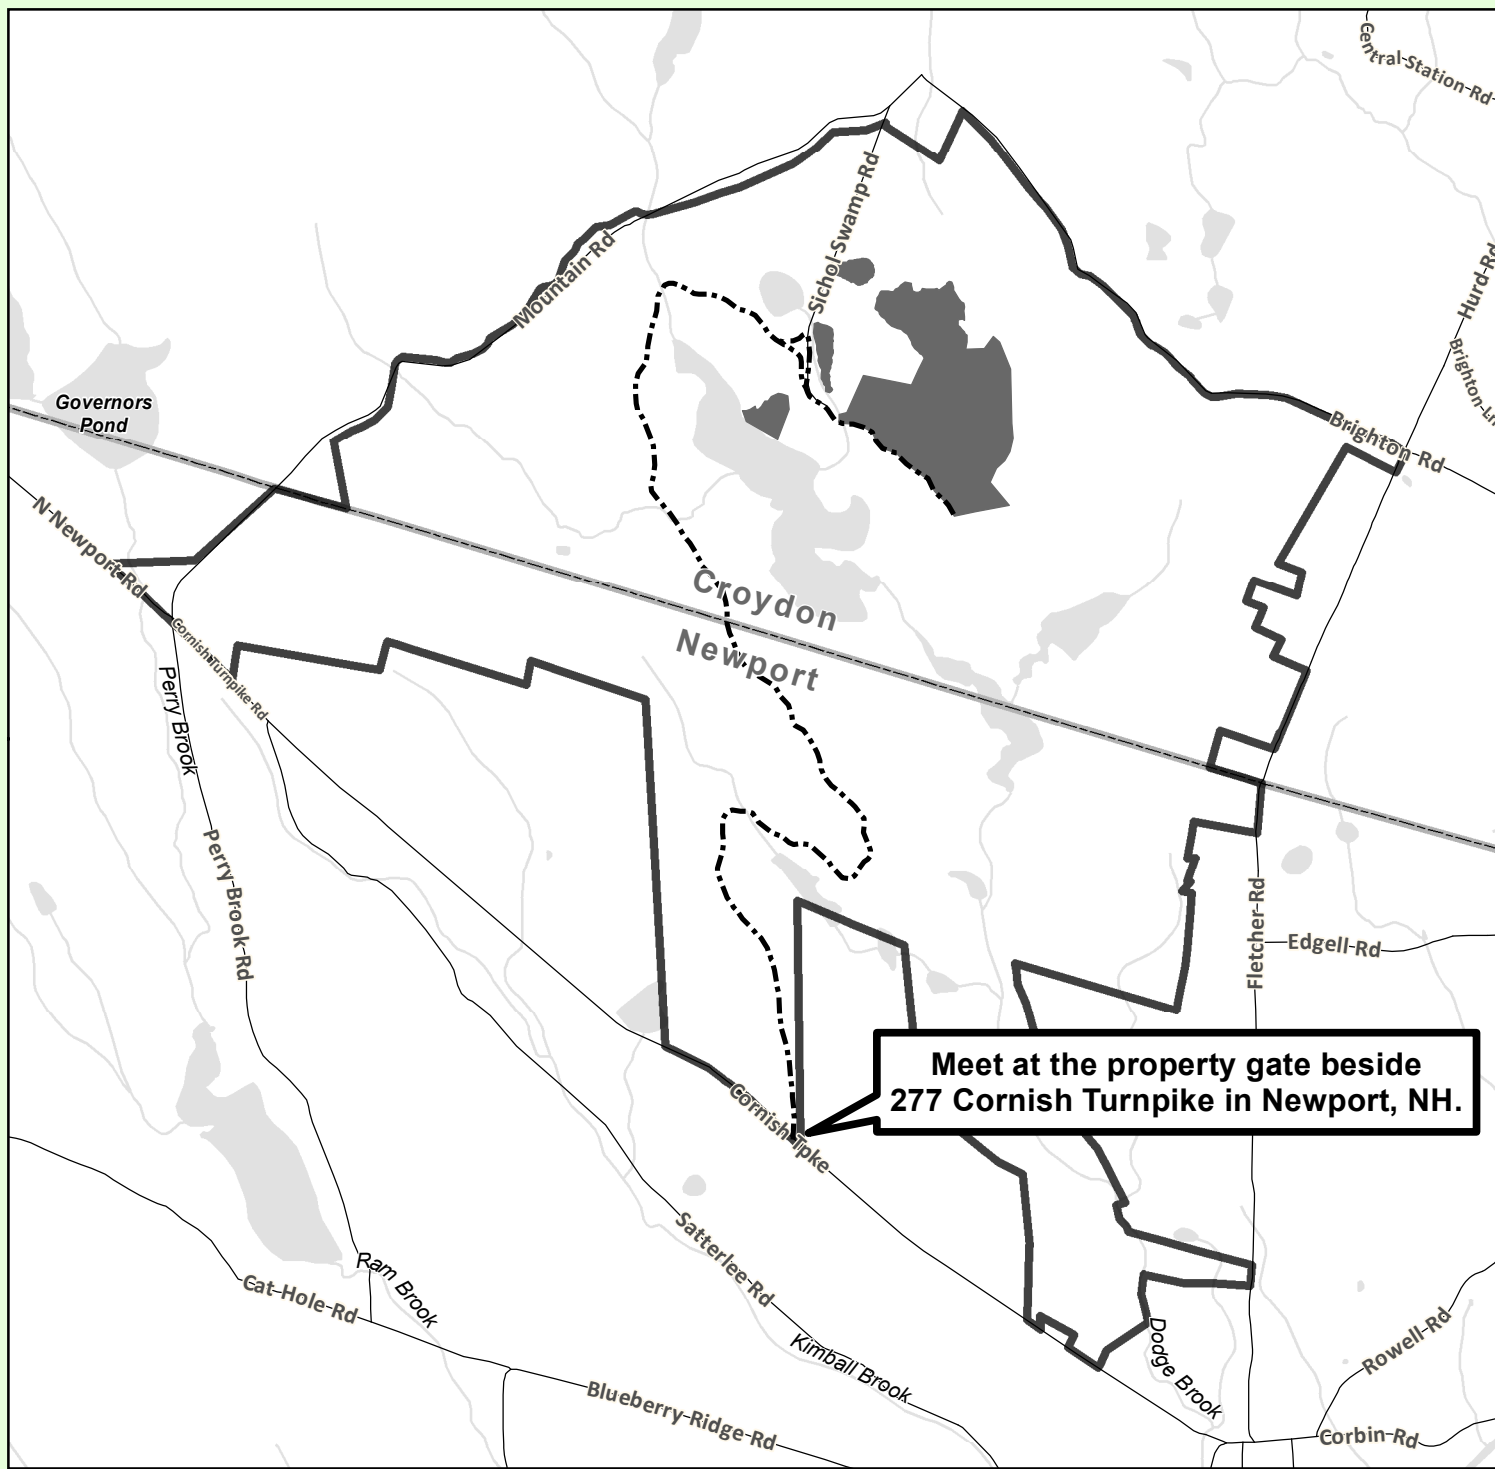 Central Station Rd
Sichol Swamp Rd
Mountain Rd
Hurd Rd
Brighton Ln
Governors
Pond
Brighton Rd
N Newport Rd
Croydon
Newport
Cornish Turnpike Rd
Perry Brook
Perry Brook Rd
Fletcher Rd
Edgell Rd
Meet at the property gate beside
277 Cornish Turnpike in Newport, NH.
Cornish Tpke
Satterlee Rd
Ram Brook
Cat Hole Rd
Kimball Brook
Dodge Brook
Rowell Rd
Blueberry Ridge Rd
Corbin Rd